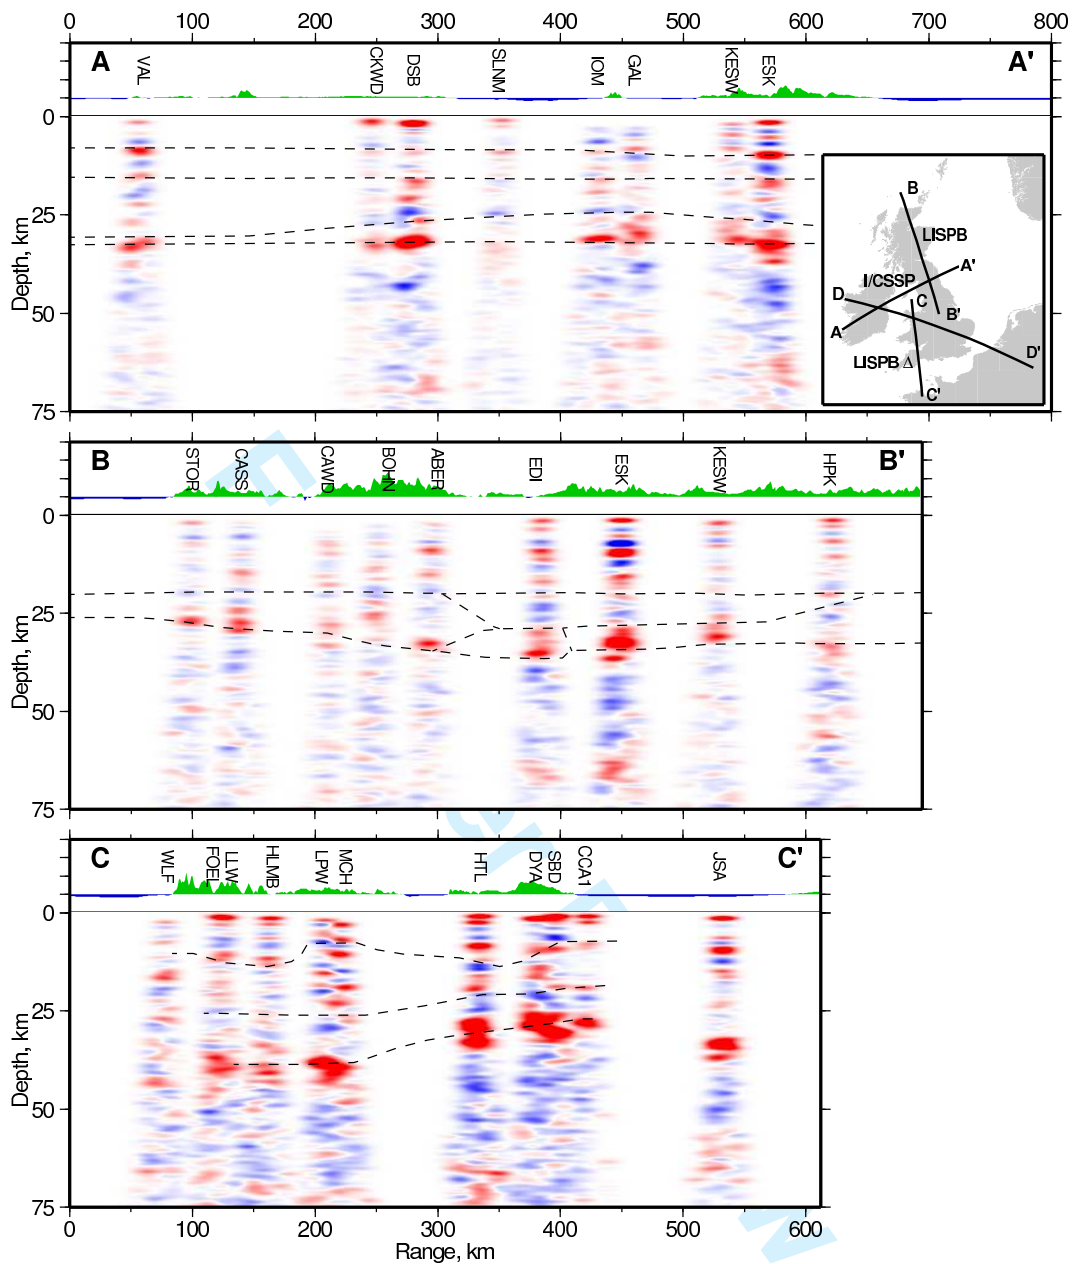 0 100 200 300 400 500 600 700 800
A A'
VAL CKWD DSB SLNM IOM GAL KESW ESK
0
25
50
75
Depth, km
B
LISPB
A'
I/CSSP
D C
B'
A
D'
LISPB Δ
C'
B B'
STOR CASS CAWD BOHN ABER EDI ESK KESW HPK
0
25
50
75
Depth, km
C C'
WLF FOEL LLW HLMB LPW MCH HTL DYA SBD CCA1 JSA
0
25
50
75
Depth, km
0 100 200 300 400 500 600
Range, km